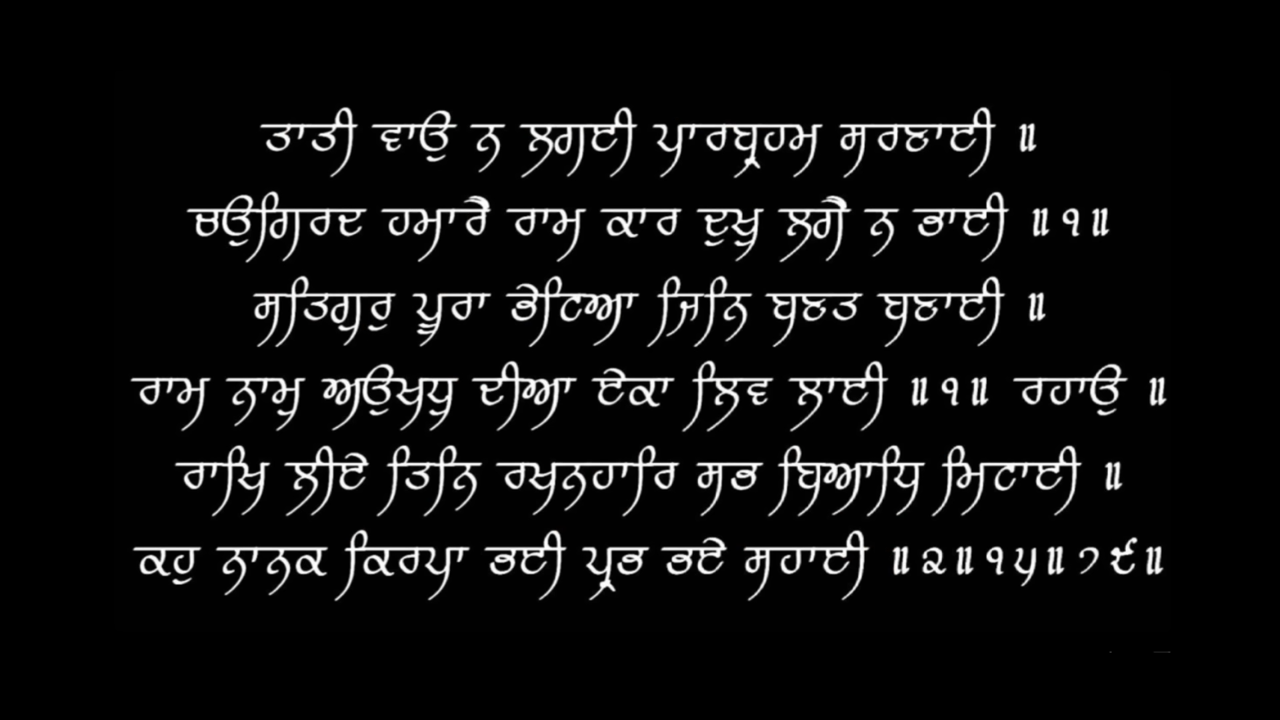 ਤਾਤੀ ਵਾਉ ਨ ਲਗਈ ਪਾਰਬ੍ਰਹਮ ਸਰਣਾਈ ॥
ਚਉਗਿਰਦ ਹਮਾਰੈ ਰਾਮ ਕਾਰ ਦੁਖੁ ਲਗੈ ਨ ਭਾਈ ॥੧॥
ਸਤਿਗੁਰੁ ਪੂਰਾ ਭੇਟਿਆ ਜਿਨਿ ਬਣਤ ਬਣਾਈ ॥
ਰਾਮ ਨਾਮੁ ਅਉਖਧੁ ਦੀਆ ਏਕਾ ਲਿਵ ਲਾਈ ॥੧॥ ਰਹਾਉ ॥
ਰਾਖਿ ਲੀਏ ਤਿਨਿ ਰਖਨਹਾਰਿ ਸਭ ਬਿਆਧਿ ਮਿਟਾਈ ॥
ਕਹੁ ਨਾਨਕ ਕਿਰਪਾ ਭਈ ਪ੍ਰਭ ਭਏ ਸਹਾਈ ॥੨॥੧੫॥੭੯॥